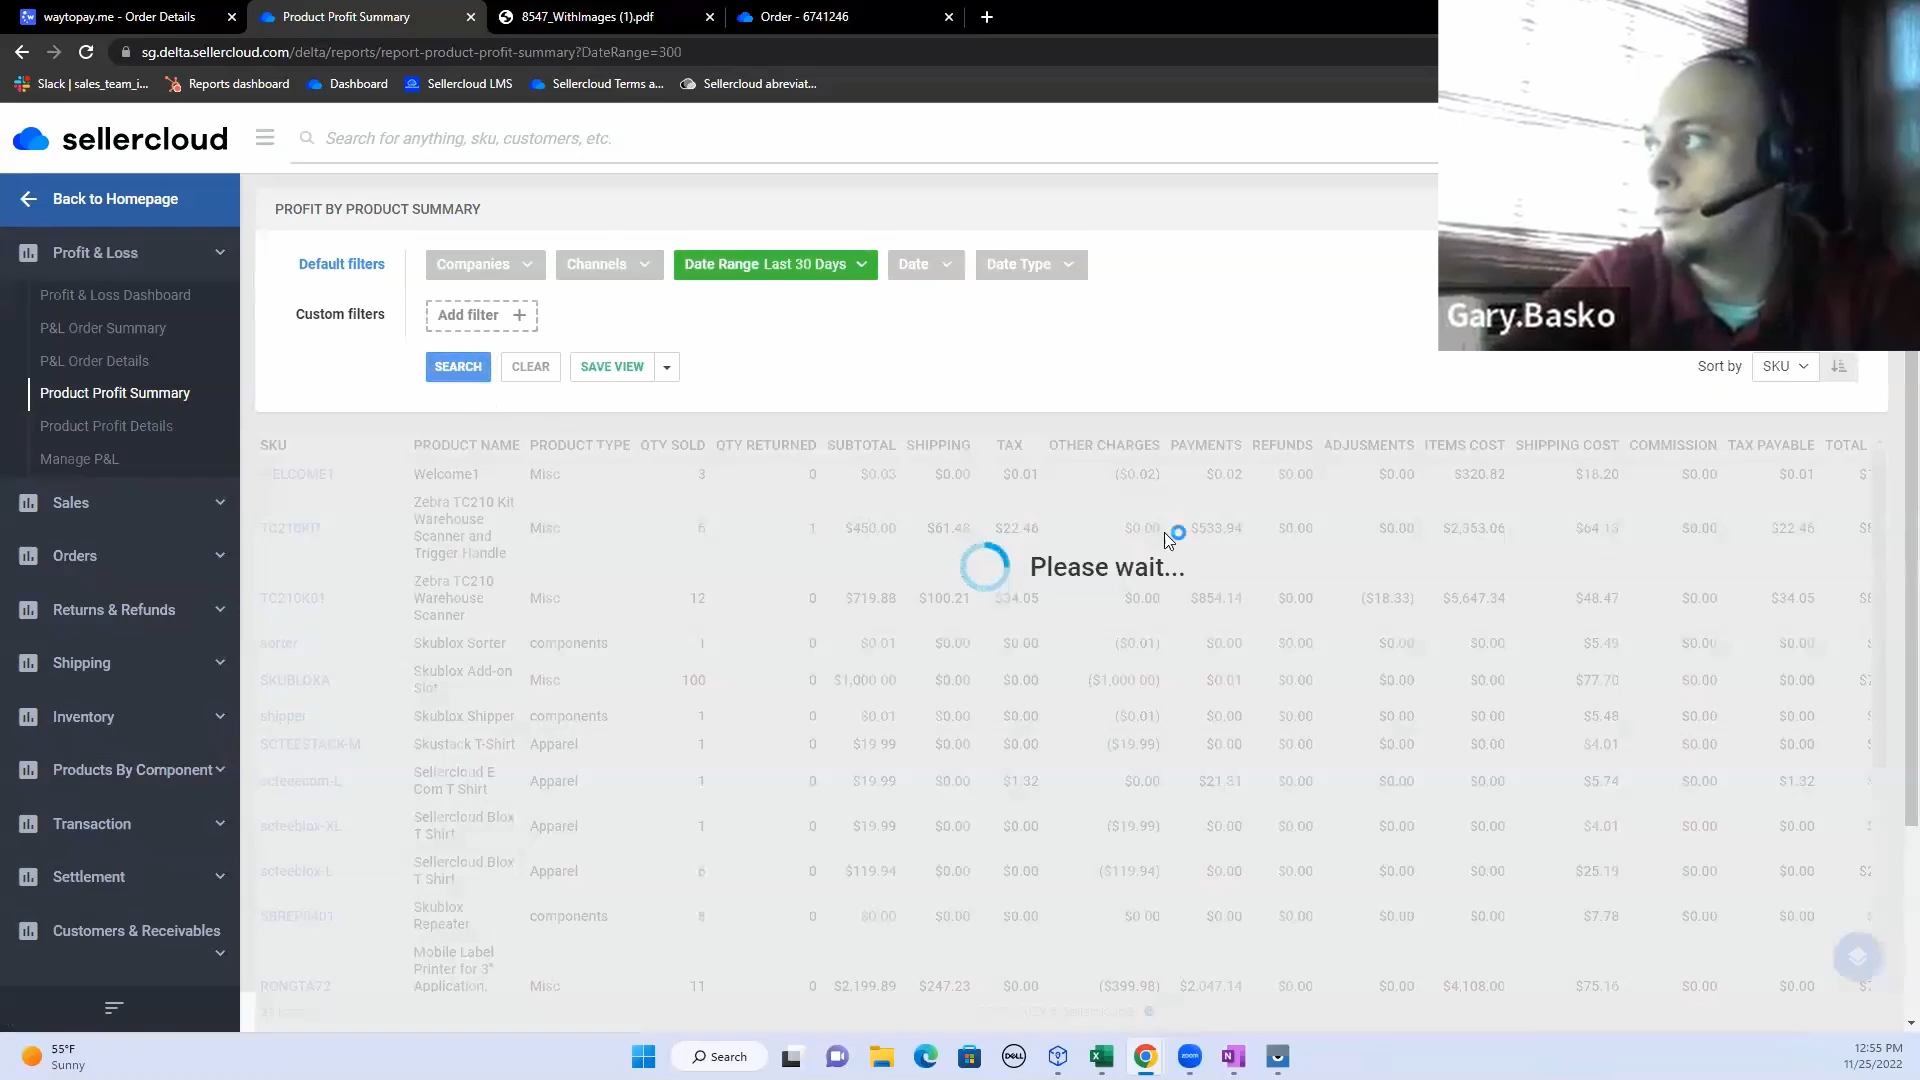 waytopay.me - Order Details
Product Profit Summary
8547_WithImages (1).pdf
Order - 6741246
sg.delta.sellercloud.com/delta/reports/report-product-profit-summary?DateRange=300
Slack | sales_team_i...
Reports dashboard
Dashboard
Sellercloud LMS
Sellercloud Terms a...
Sellercloud abreviat...
sellercloud
Search for anything, sku, customers, etc.
Gary.Basko
Back to Homepage
Profit & Loss
Profit & Loss Dashboard
P&L Order Summary
P&L Order Details
Product Profit Summary
Product Profit Details
Manage P&L
Sales
Orders
Returns & Refunds
Shipping
Inventory
Products By Component
Transaction
Settlement
Customers & Receivables
PROFIT BY PRODUCT SUMMARY
Default filters Companies Channels Date Range Last 30 Days Date Date Type
Custom filters Add filter +
SEARCH CLEAR SAVE VIEW
Sort by SKU
SKU PRODUCT NAME PRODUCT TYPE QTY SOLD QTY RETURNED SUBTOTAL SHIPPING TAX OTHER CHARGES PAYMENTS REFUNDS ADJUSMENTS ITEMS COST SHIPPING COST COMMISSION TAX PAYABLE TOTAL
Welcome1 Misc 3 0 $0.03 $0.00 $0.01 ($0.02) $0.02 $0.00 $0.00 $320.82 $18.20 $0.00 $0.01
Zebra TC210 Kit
Warehouse
Scanner and
Trigger Handle
Misc 6 1 $450.00 $61.48 $22.46 $0.00 $533.94 $0.00 $0.00 $2,353.06 $64.13 $0.00 $22.46
Zebra TC210
Warehouse
Scanner
TC210K01 Misc 12 0 $719.88 $100.21 $34.05 $0.00 $854.14 $0.00 ($18.33) $5,647.34 $48.47 $0.00 $34.05
sorter Skublox Sorter components 1 0 $0.01 $0.00 $0.00 ($0.01) $0.00 $0.00 $0.00 $0.00 $5.49 $0.00 $0.00
Skublox Add-on
Slot
SKUBLOXA Misc 100 0 $1,000.00 $0.00 $0.00 ($1,000.00) $0.01 $0.00 $0.00 $0.00 $77.70 $0.00 $0.00
shipper Skublox Shipper components 1 0 $0.01 $0.00 $0.00 ($0.01) $0.00 $0.00 $0.00 $0.00 $5.48 $0.00 $0.00
SCTEESTACK-M Skustack T-Shirt Apparel 1 0 $19.99 $0.00 $0.00 ($19.99) $0.00 $0.00 $0.00 $0.00 $4.01 $0.00 $0.00
Sellercloud E
Com T Shirt
scteeecom-L Apparel 1 0 $19.99 $0.00 $1.32 $0.00 $21.31 $0.00 $0.00 $0.00 $5.74 $0.00 $1.32
Sellercloud Blox
T Shirt
scteeblox-XL Apparel 1 0 $19.99 $0.00 $0.00 ($19.99) $0.00 $0.00 $0.00 $0.00 $4.01 $0.00 $0.00
Sellercloud Blox
T Shirt
scteeblox-L Apparel 6 0 $119.94 $0.00 $0.00 ($119.94) $0.00 $0.00 $0.00 $0.00 $25.19 $0.00 $0.00
Skublox
Repeater
components 8 0 $0.00 $0.00 $0.00 $0.00 $0.00 $0.00 $0.00 $0.00 $7.78 $0.00 $0.00
Mobile Label
Printer for 3"
Application,
RONGTA72 Misc 11 0 $2,199.89 $247.23 $0.00 ($399.98) $2,047.14 $0.00 $0.00 $4,108.00 $75.16 $0.00 $0.00
Please wait...
55°F
Sunny
Search
DELL
zoom
12:55 PM
11/25/2022